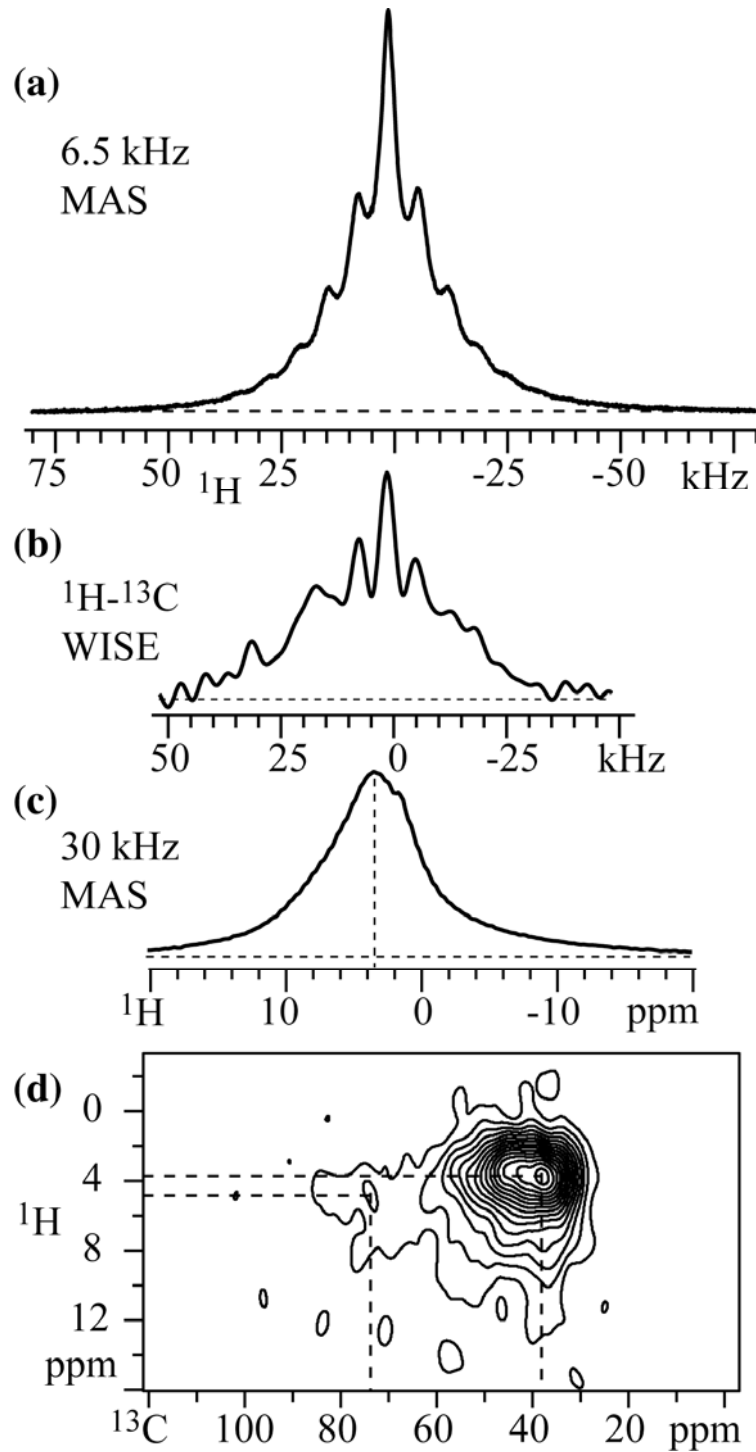 (a)
6.5 kHz
MAS
75 50 ¹H 25 -25 -50 kHz
(b)
¹H-¹³C
WISE
50 25 0 -25 kHz
(c)
30 kHz
MAS
¹H 10 0 -10 ppm
(d)
0
4
¹H
8
12
ppm
¹³C 100 80 60 40 20 ppm